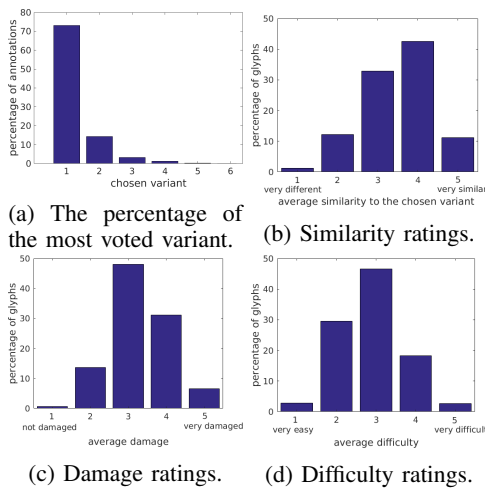 80
70
60
50
40
30
20
10
0
percentage of annotations
1 2 3 4 5 6
chosen variant
(a) The percentage of
the most voted variant.
50
40
30
20
10
0
percentage of glyphs
1 2 3 4 5
very different very simila
average similarity to the chosen variant
(b) Similarity ratings.
50
40
30
20
10
0
percentage of glyphs
1 2 3 4 5
not damaged very damaged
average damage
(c) Damage ratings.
50
40
30
20
10
0
percentage of glyphs
1 2 3 4 5
very easy very difficult
average difficulty
(d) Difficulty ratings.